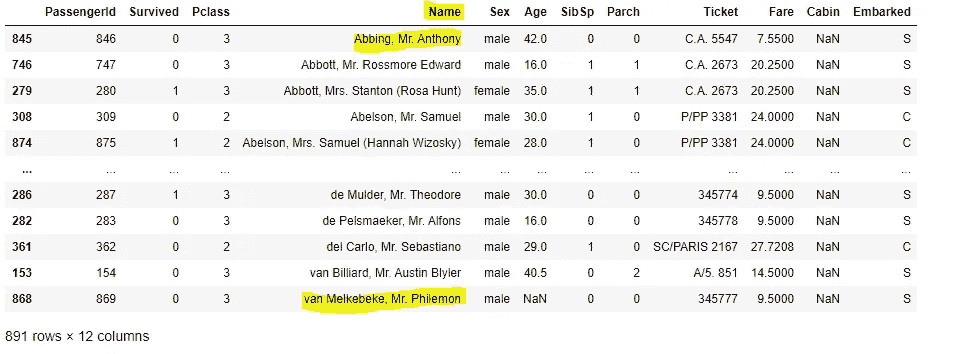 PassengerId Survived Pclass Name Sex Age SibSp Parch Ticket Fare Cabin Embarked
845 846 0 3 Abbing, Mr. Anthony male 42.0 0 0 C.A. 5547 7.5500 NaN S
746 747 0 3 Abbott, Mr. Rossmore Edward male 16.0 1 1 C.A. 2673 20.2500 NaN S
279 280 1 3 Abbott, Mrs. Stanton (Rosa Hunt) female 35.0 1 1 C.A. 2673 20.2500 NaN S
308 309 0 2 Abelson, Mr. Samuel male 30.0 1 0 P/PP 3381 24.0000 NaN C
874 875 1 2 Abelson, Mrs. Samuel (Hannah Wizosky) female 28.0 1 0 P/PP 3381 24.0000 NaN C
... ... ... ... ... ... ... ... ... ... ... ... ...
286 287 1 3 de Mulder, Mr. Theodore male 30.0 0 0 345774 9.5000 NaN S
282 283 0 3 de Pelsmaeker, Mr. Alfons male 16.0 0 0 345778 9.5000 NaN S
361 362 0 2 del Carlo, Mr. Sebastiano male 29.0 1 0 SC/PARIS 2167 27.7208 NaN C
153 154 0 3 van Billiard, Mr. Austin Blyler male 40.5 0 2 A/5. 851 14.5000 NaN S
868 869 0 3 van Melkebeke, Mr. Philemon male NaN 0 0 345777 9.5000 NaN S
891 rows × 12 columns